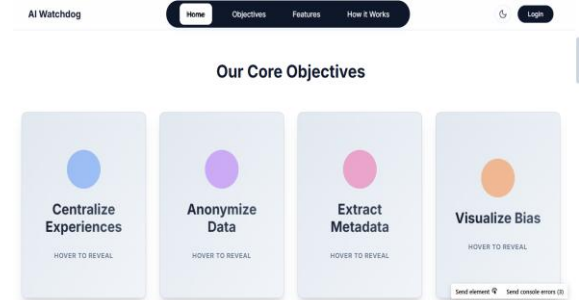 AI Watchdog
Home Objectives Features How it Works
Login
Our Core Objectives
Centralize
Experiences
HOVER TO REVEAL
Anonymize
Data
HOVER TO REVEAL
Extract
Metadata
HOVER TO REVEAL
Visualize Bias
HOVER TO REVEAL
Send element Send console errors (3)